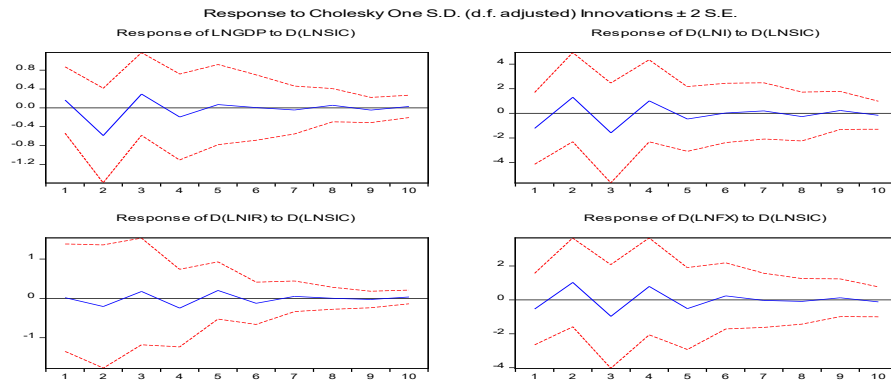 Response to Cholesky One S.D. (d.f. adjusted) Innovations ± 2 S.E.
Response of LNGDP to D(LNSIC)
0.8
0.4
0.0
-0.4
-0.8
-1.2
1 2 3 4 5 6 7 8 9 10
Response of D(LNI) to D(LNSIC)
4
2
0
-2
-4
1 2 3 4 5 6 7 8 9 10
Response of D(LNIR) to D(LNSIC)
1
0
-1
1 2 3 4 5 6 7 8 9 10
Response of D(LNFX) to D(LNSIC)
2
0
-2
-4
1 2 3 4 5 6 7 8 9 10